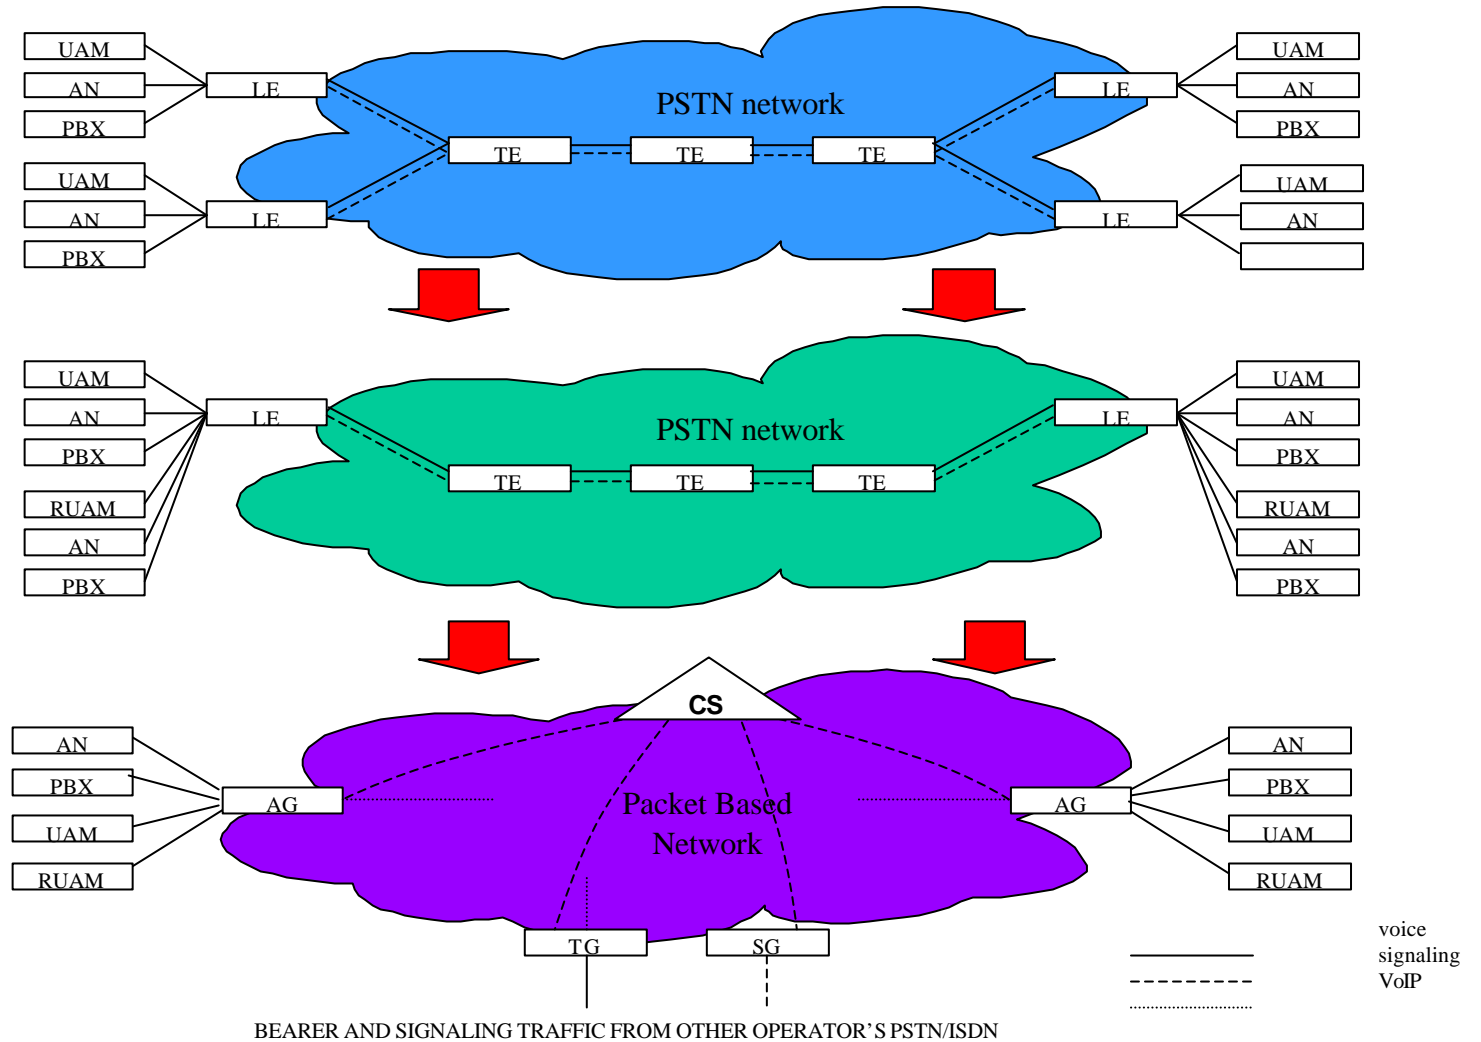 UAM
AN
PBX
LE
UAM
AN
PBX
LE
PSTN network
TE
TE
TE
LE
UAM
AN
PBX
LE
UAM
AN
UAM
AN
PBX
RUAM
AN
PBX
LE
PSTN network
TE
TE
TE
LE
UAM
AN
PBX
RUAM
AN
PBX
CS
AN
PBX
UAM
RUAM
AG
Packet Based
Network
AG
AN
PBX
UAM
RUAM
TG
SG
voice
signaling
VoIP
BEARER AND SIGNALING TRAFFIC FROM OTHER OPERATOR'S PSTN/ISDN